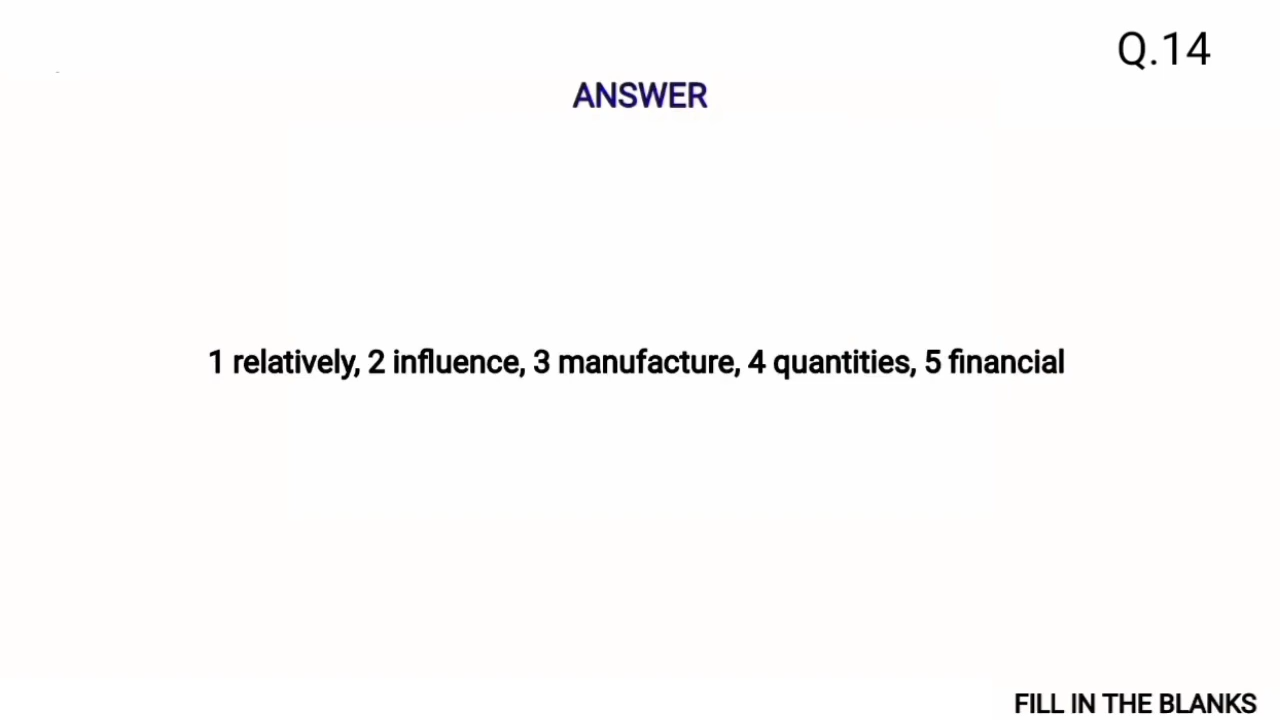 Q.14
ANSWER
1 relatively, 2 influence, 3 manufacture, 4 quantities, 5 financial
FILL IN THE BLANKS